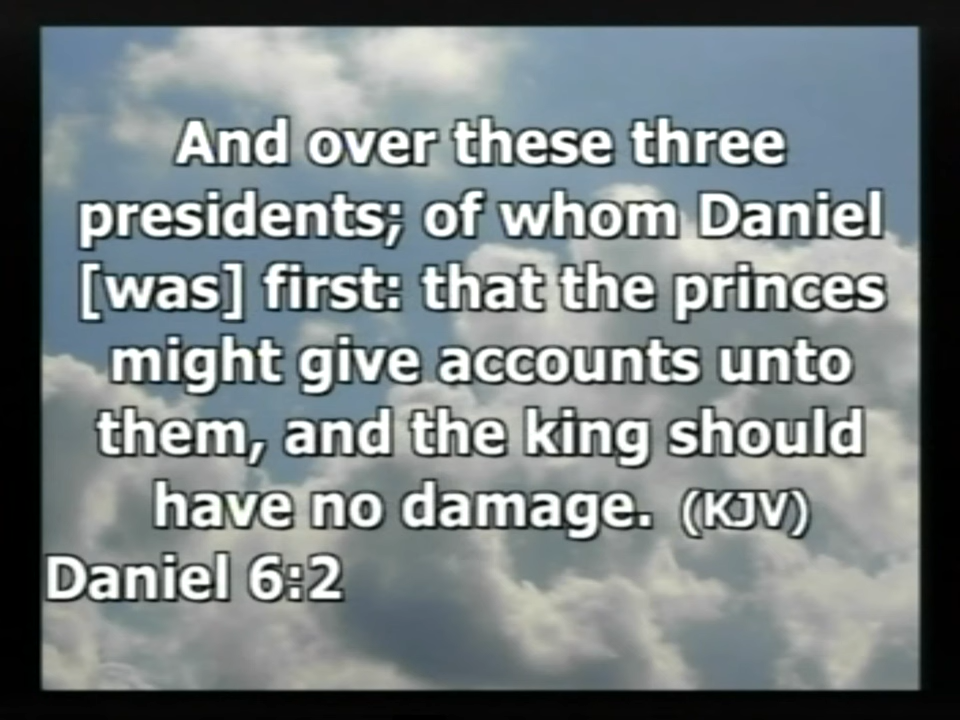 And over these three
presidents; of whom Daniel
[was] first: that the princes
might give accounts unto
them, and the king should
have no damage. (KJV)
Daniel 6:2